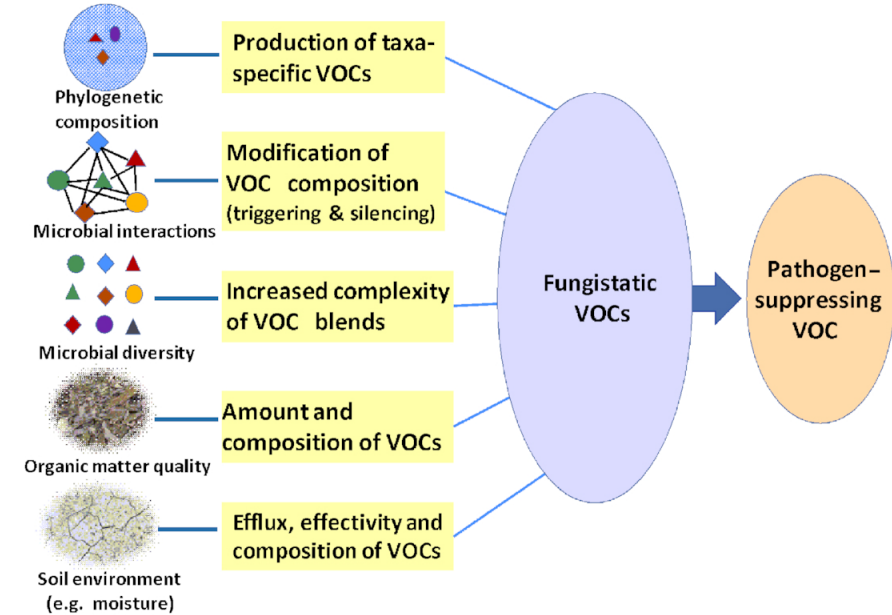 Phylogenetic
composition
Production of taxa-
specific VOCs
Microbial interactions
Modification of
VOC composition
(triggering & silencing)
Microbial diversity
Increased complexity
of VOC blends
Organic matter quality
Amount and
composition of VOCs
Soil environment
(e.g. moisture)
Efflux, effectivity and
composition of VOCs
Fungistatic
VOCs
Pathogen–
suppressing
VOC